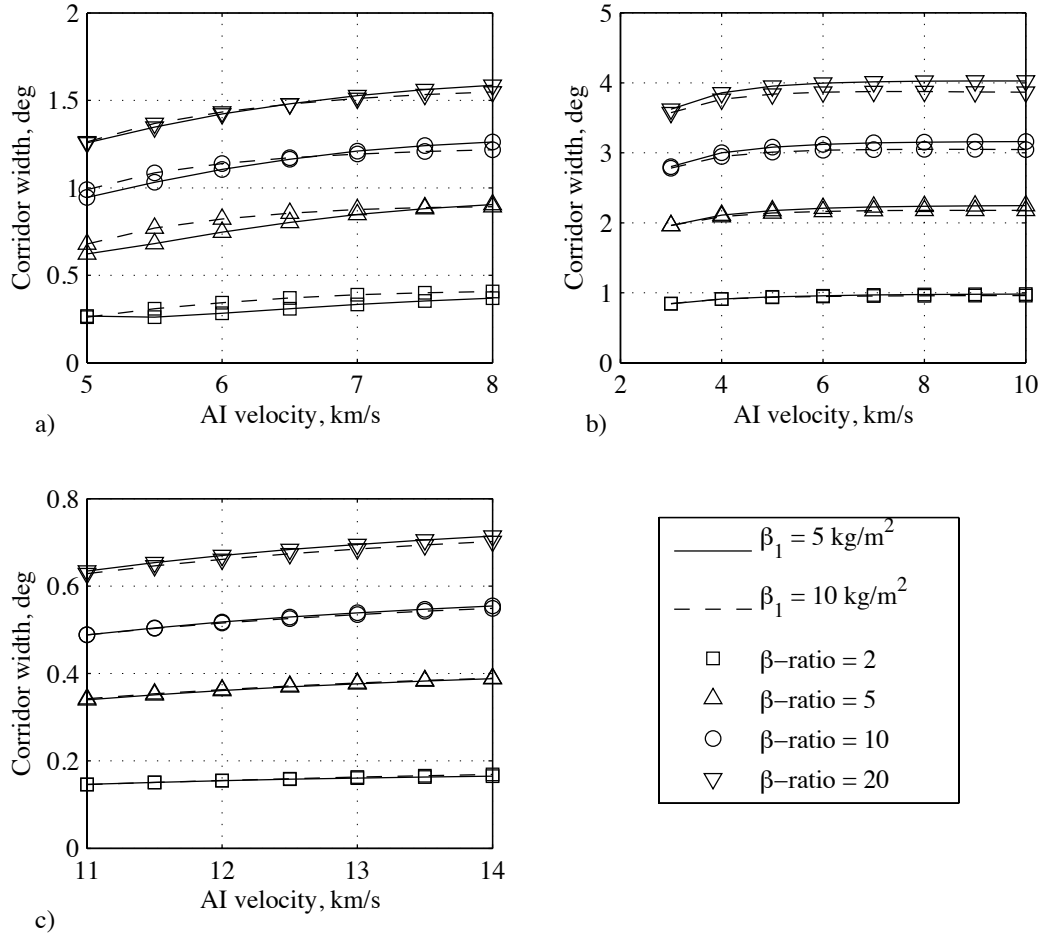 2
1.5
1
0.5
0
5
6
7
8
Corridor width, deg
AI velocity, km/s
a)
5
4
3
2
1
0
2
4
6
8
10
Corridor width, deg
AI velocity, km/s
b)
0.8
0.6
0.4
0.2
0
11
12
13
14
Corridor width, deg
AI velocity, km/s
c)
β₁ = 5 kg/m²
β₁ = 10 kg/m²
β−ratio = 2
β−ratio = 5
β−ratio = 10
β−ratio = 20